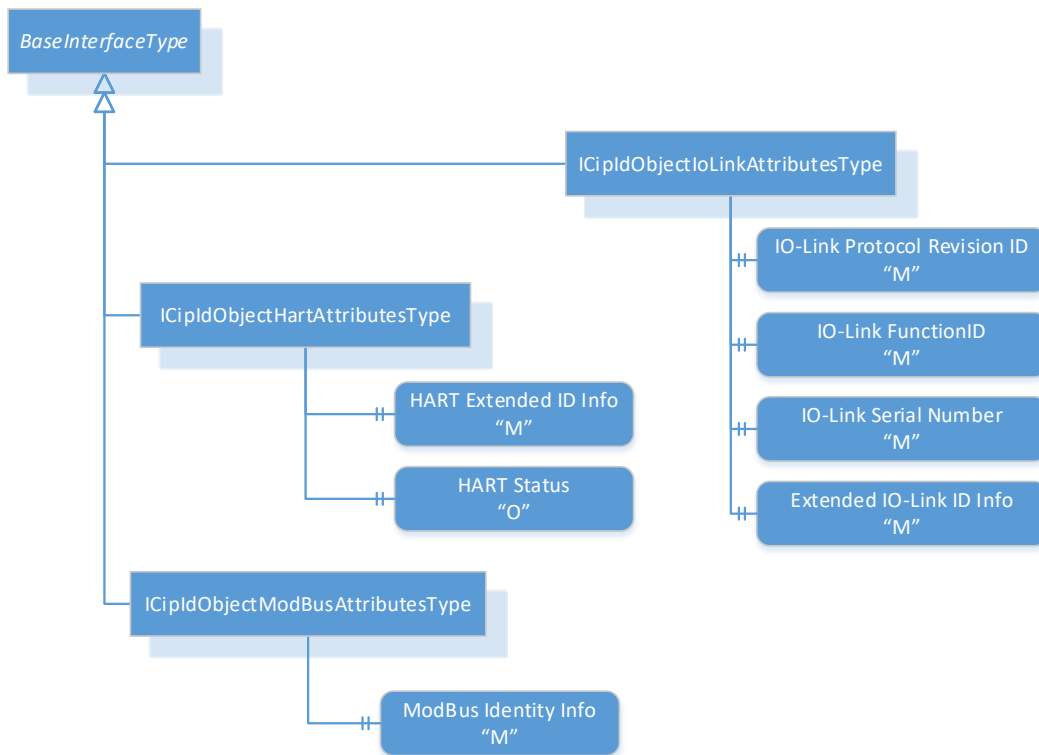 BaseInterfaceType
ICipIdObjectIoLinkAttributesType
IO-Link Protocol Revision ID
“M”
IO-Link FunctionID
“M”
IO-Link Serial Number
“M”
Extended IO-Link ID Info
“M”
ICipIdObjectHartAttributesType
HART Extended ID Info
“M”
HART Status
“O”
ICipIdObjectModBusAttributesType
ModBus Identity Info
“M”